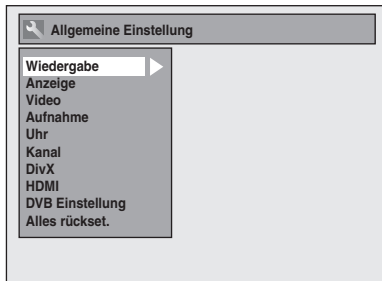 Allgemeine Einstellung
Wiedergabe
Anzeige
Video
Aufnahme
Uhr
Kanal
DivX
HDMI
DVB Einstellung
Alles rückset.